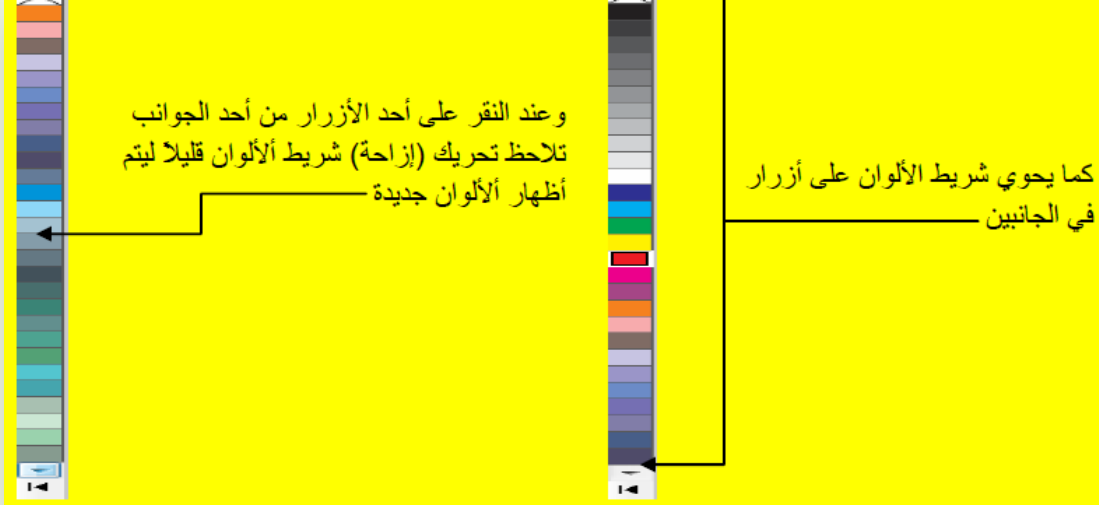 كما يحوي شريط الألوان على أزرار
في الجانبين
وعند النقر على أحد الأزرار من أحد الجوانب
تلاحظ تحريك (إزاحة) شريط ألألوان قليلاً ليتم
أظهار ألألوان جديدة